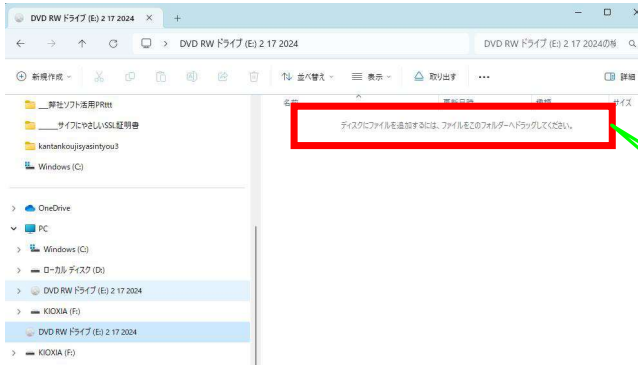 DVD RW ドライブ (E:) 2 17 2024
DVD RW ドライブ (E:) 2 17 2024
DVD RW ドライブ (E:) 2 17 2024の検
新規作成
並べ替え
表示
取り出す
詳細
名前
更新日時
種類
サイズ
ディスクにファイルを追加するには、ファイルをこのフォルダーへドラッグしてください。
__弊社ソフト活用PRttt
_____サイフにやさしいSSL証明書
kantankoujisyasintyou3
Windows (C:)
OneDrive
PC
Windows (C:)
ローカル ディスク (D:)
DVD RW ドライブ (E:) 2 17 2024
KIOXIA (F:)
DVD RW ドライブ (E:) 2 17 2024
KIOXIA (F:)